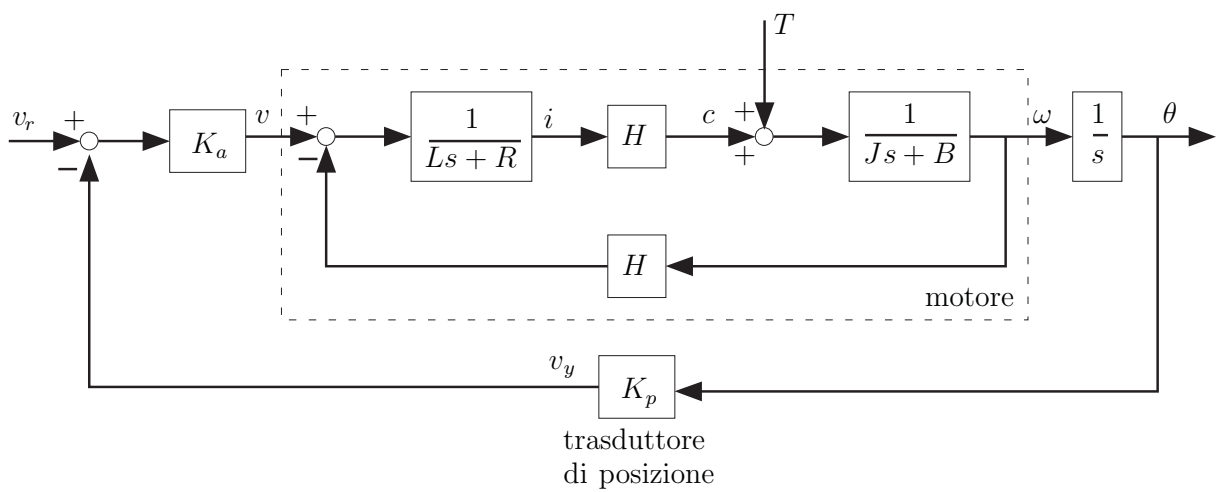 T
v_r
+
−
K_a
v
+
−
1
Ls + R
i
H
c
+
+
1
Js + B
ω
1
s
θ
H
motore
v_y
K_p
trasduttore
di posizione